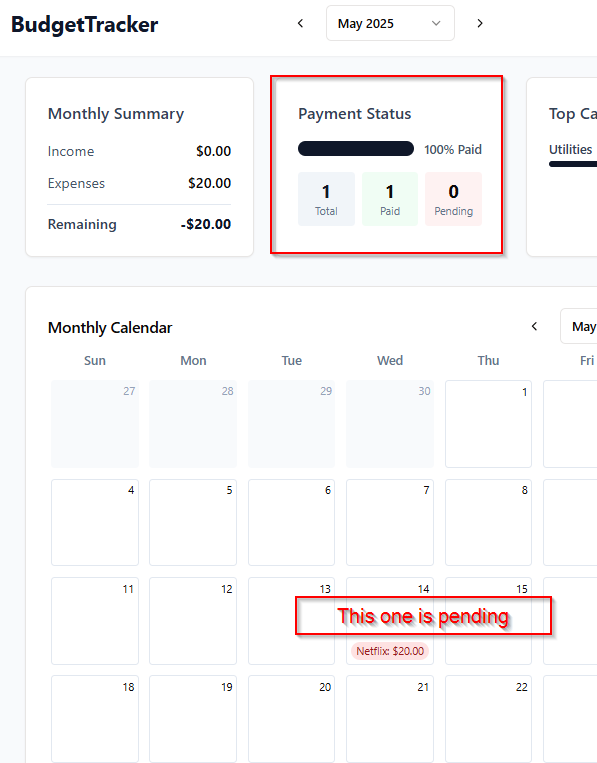 BudgetTracker
May 2025
Monthly Summary
Income $0.00
Expenses $20.00
Remaining -$20.00
Payment Status
100% Paid
1 1 0
Total Paid Pending
Top Ca
Utilities
Monthly Calendar
May
Sun Mon Tue Wed Thu Fri
27 28 29 30 1
4 5 6 7 8
11 12 13 14 15
This one is pending
Netflix: $20.00
18 19 20 21 22